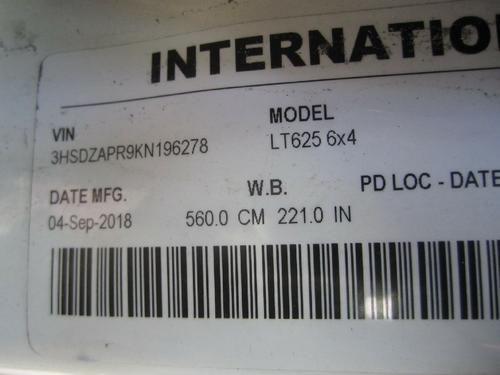 INTERNATIO
VIN MODEL
3HSDZAPR9KN196278 LT625 6x4
DATE MFG. W.B. PD LOC - DATE
04-Sep-2018 560.0 CM 221.0 IN